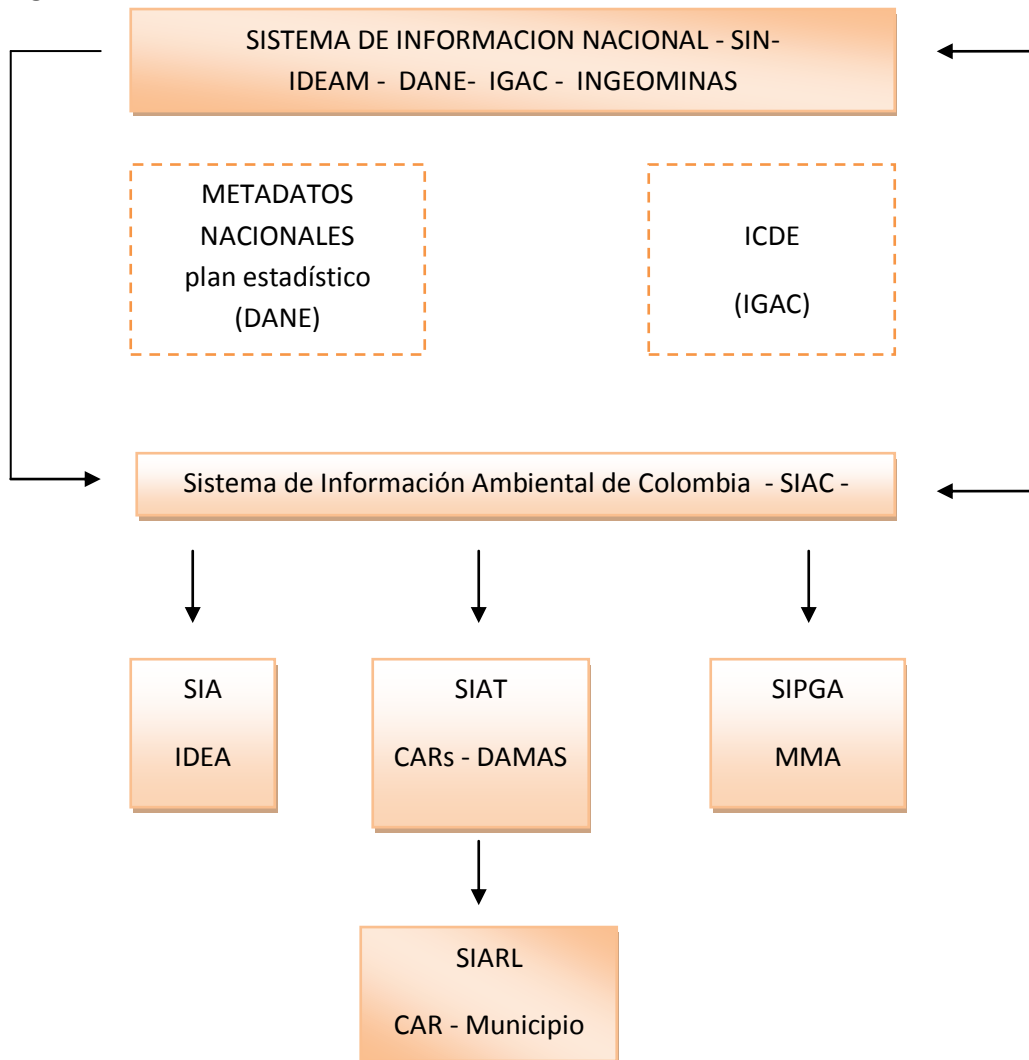 SISTEMA DE INFORMACION NACIONAL - SIN-
IDEAM - DANE- IGAC - INGEOMINAS
METADATOS
NACIONALES
plan estadístico
(DANE)
ICDE
(IGAC)
Sistema de Información Ambiental de Colombia - SIAC -
SIA
IDEA
SIAT
CARs - DAMAS
SIPGA
MMA
SIARL
CAR - Municipio